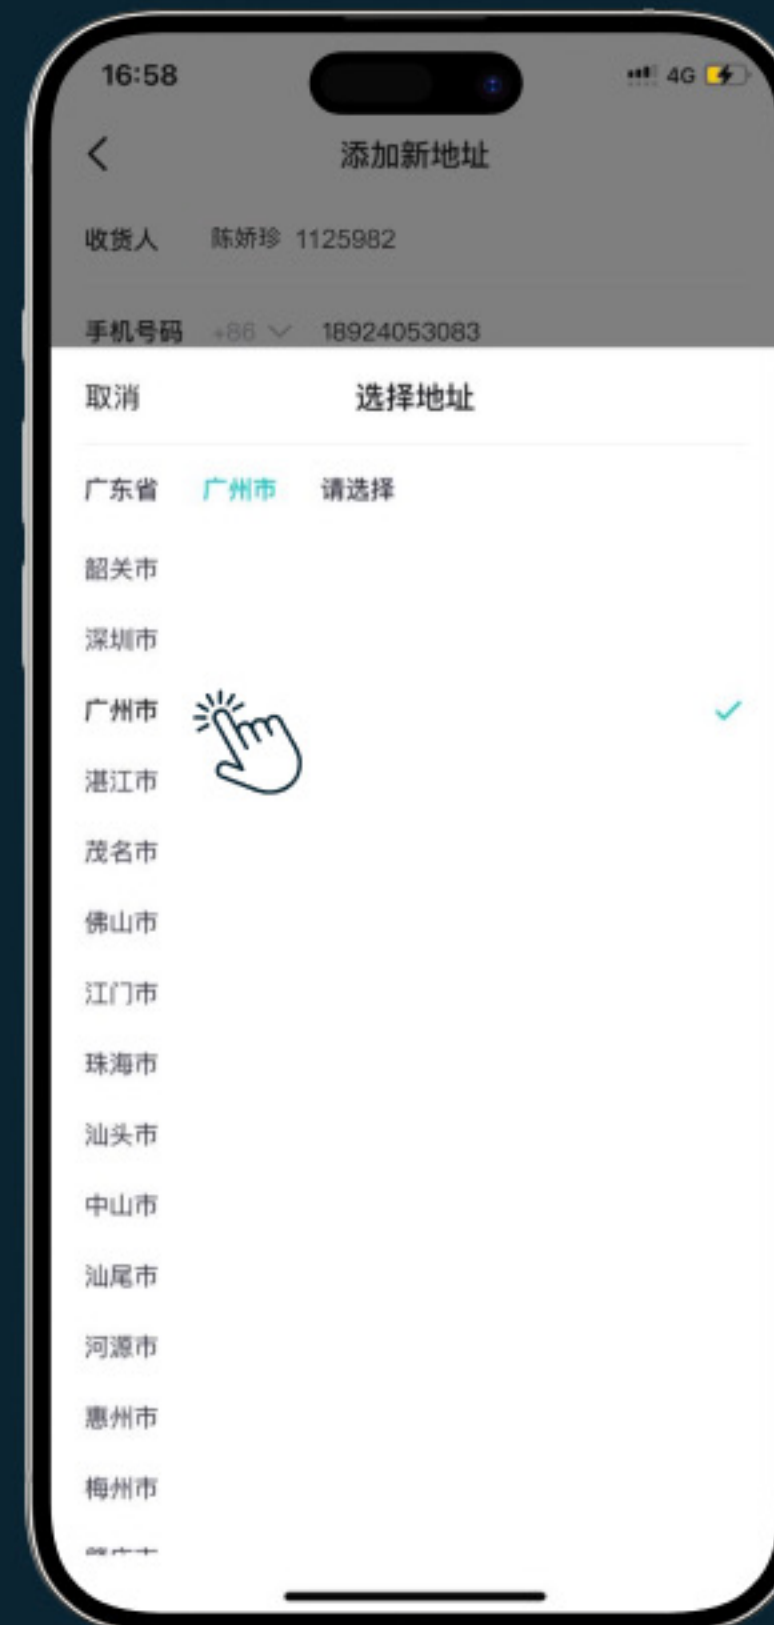 16:58 4G
添加新地址
收货人 陈娇珍 1125982
手机号码 +86 18924053083
取消 选择地址
广东省 广州市 请选择
韶关市
深圳市
广州市
湛江市
茂名市
佛山市
江门市
珠海市
汕头市
中山市
汕尾市
河源市
惠州市
梅州市